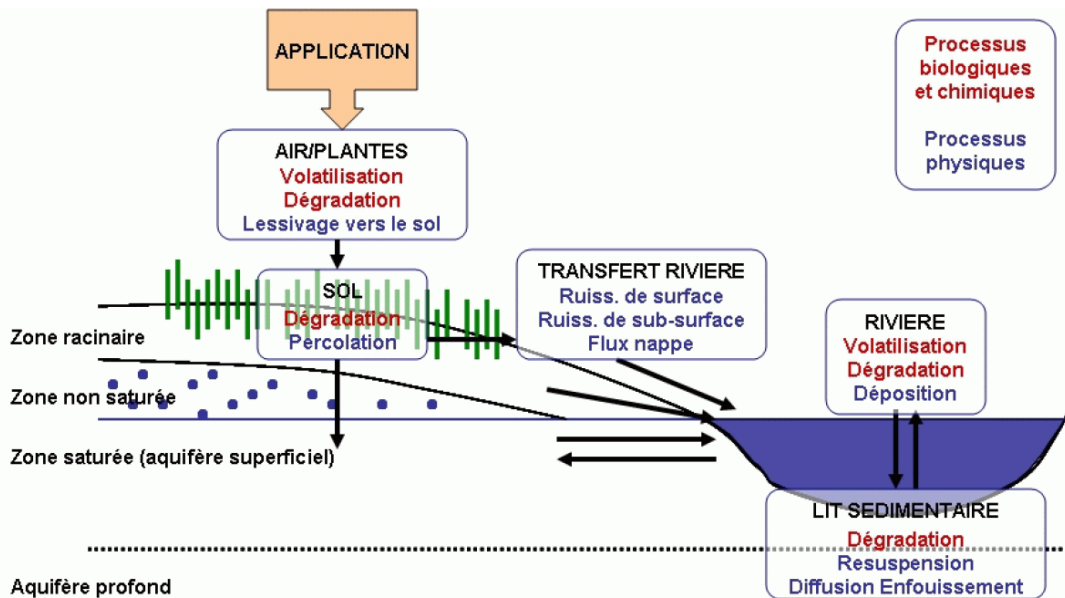 APPLICATION
Processus
biologiques
et chimiques
Processus
physiques
AIR/PLANTES
Volatilisation
Dégradation
Lessivage vers le sol
SOL
Dégradation
Percolation
TRANSFERT RIVIERE
Ruiss. de surface
Ruiss. de sub-surface
Flux nappe
RIVIERE
Volatilisation
Dégradation
Déposition
Zone racinaire
Zone non saturée
Zone saturée (aquifère superficiel)
LIT SEDIMENTAIRE
Dégradation
Resuspension
Diffusion Enfouissement
Aquifère profond